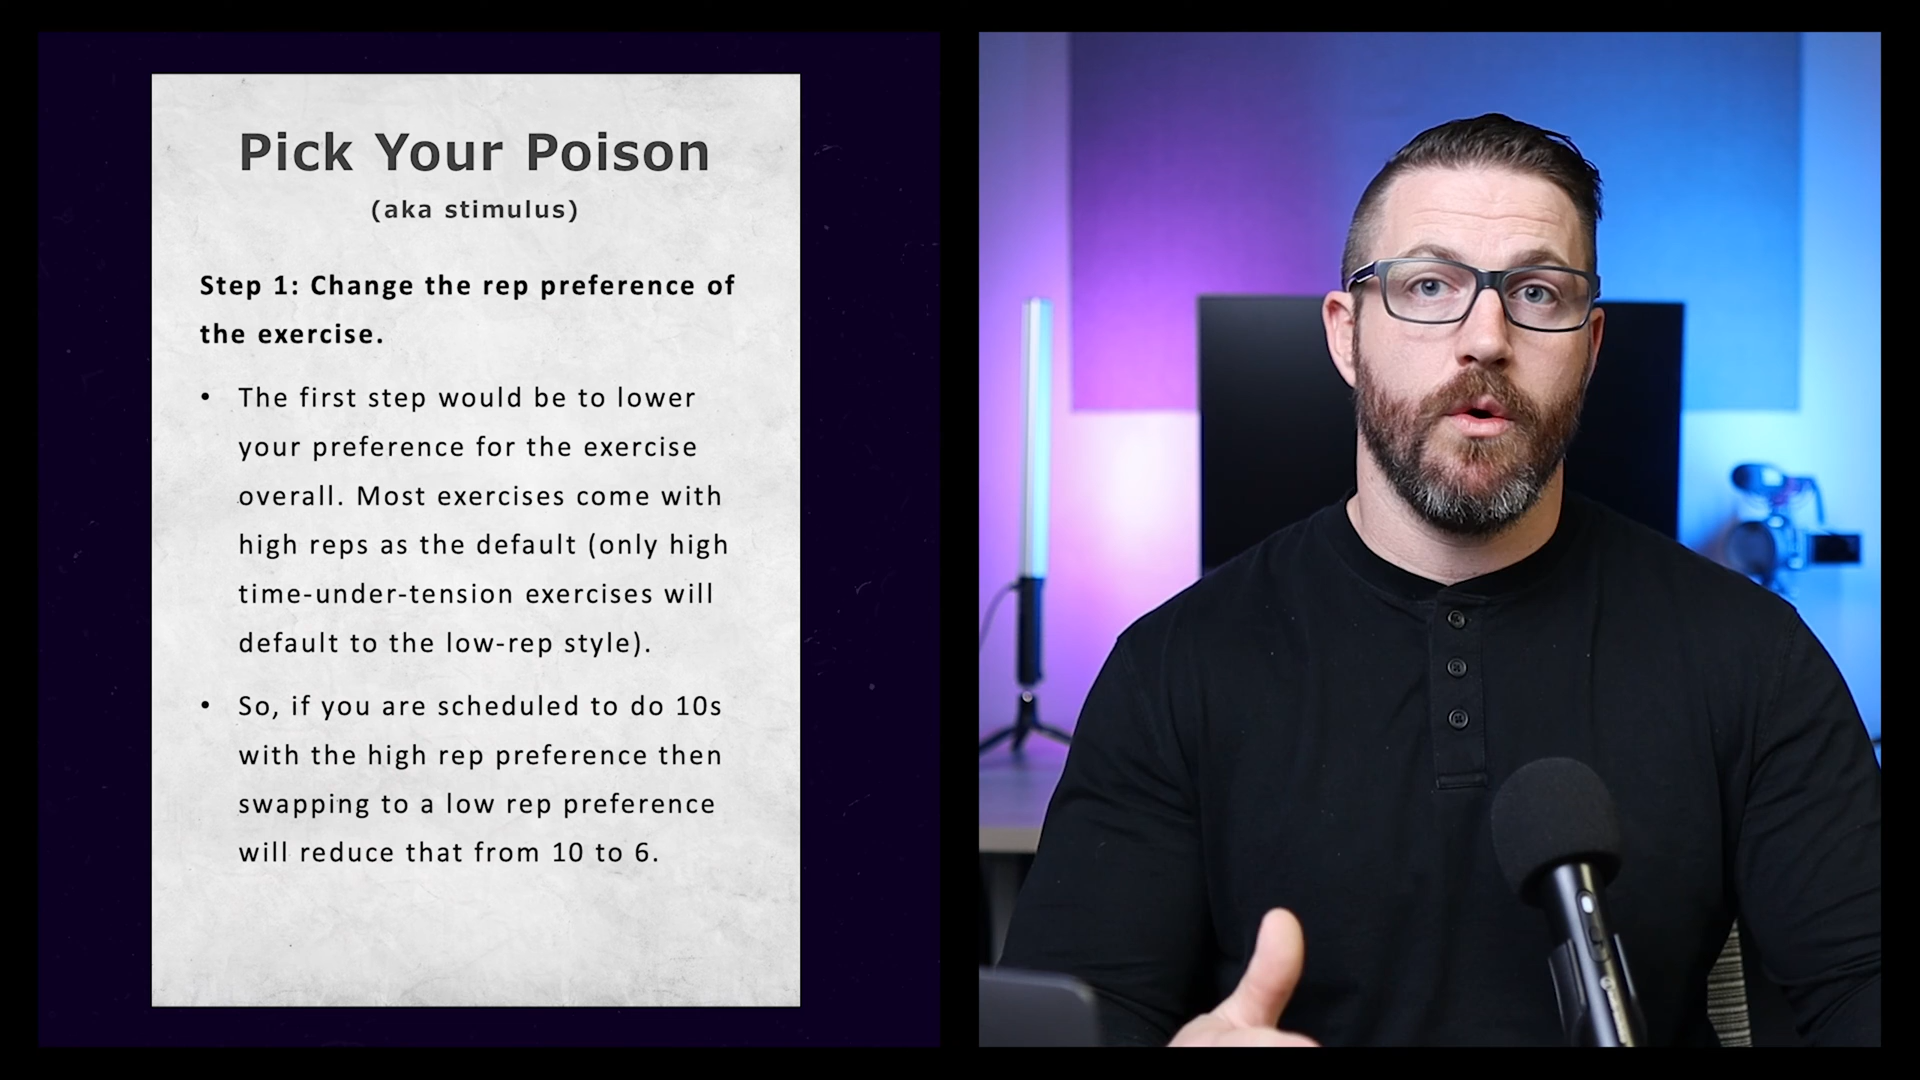 Pick Your Poison
(aka stimulus)
Step 1: Change the rep preference of
the exercise.
• The first step would be to lower
your preference for the exercise
overall. Most exercises come with
high reps as the default (only high
time-under-tension exercises will
default to the low-rep style).
• So, if you are scheduled to do 10s
with the high rep preference then
swapping to a low rep preference
will reduce that from 10 to 6.